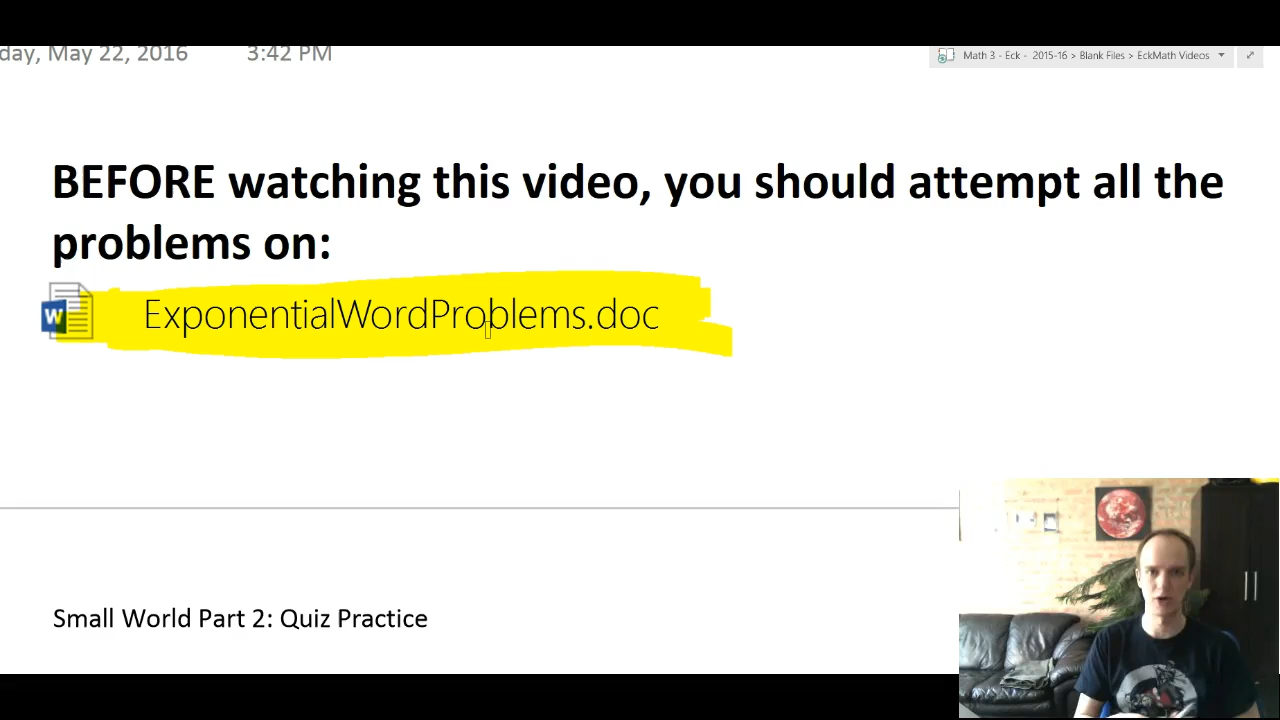 day, May 22, 2016 3:42 PM
Math 3 - Eck - 2015-16 > Blank Files > EckMath Videos
BEFORE watching this video, you should attempt all the
problems on:
W
ExponentialWordProblems.doc
Small World Part 2: Quiz Practice